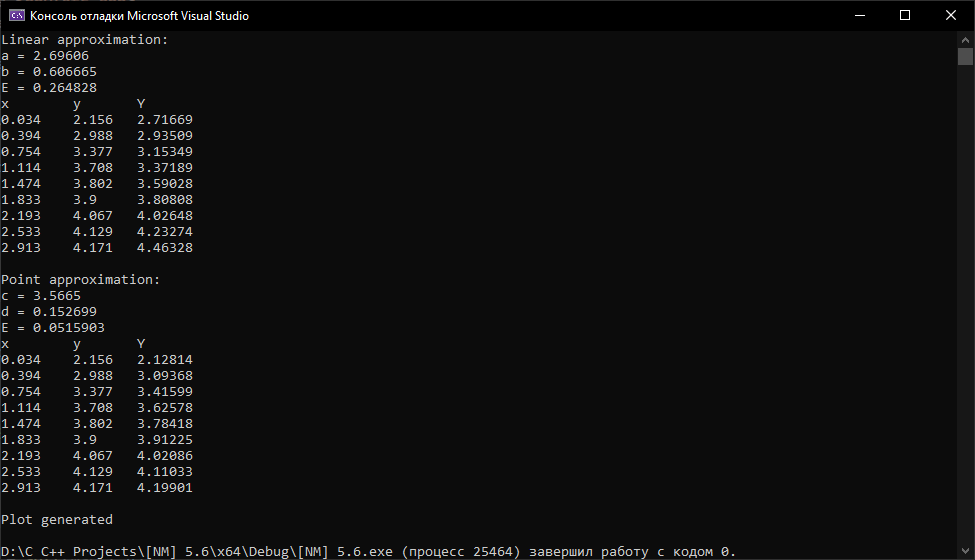 Консоль отладки Microsoft Visual Studio
Linear approximation:
a = 2.69606
b = 0.606665
E = 0.264828
x y Y
0.034 2.156 2.71669
0.394 2.988 2.93509
0.754 3.377 3.15349
1.114 3.708 3.37189
1.474 3.802 3.59028
1.833 3.9 3.80808
2.193 4.067 4.02648
2.533 4.129 4.23274
2.913 4.171 4.46328
Point approximation:
c = 3.5665
d = 0.152699
E = 0.0515903
x y Y
0.034 2.156 2.12814
0.394 2.988 3.09368
0.754 3.377 3.41599
1.114 3.708 3.62578
1.474 3.802 3.78418
1.833 3.9 3.91225
2.193 4.067 4.02086
2.533 4.129 4.11033
2.913 4.171 4.19901
Plot generated
D:\C C++ Projects\[NM] 5.6\x64\Debug\[NM] 5.6.exe (процесс 25464) завершил работу с кодом 0.